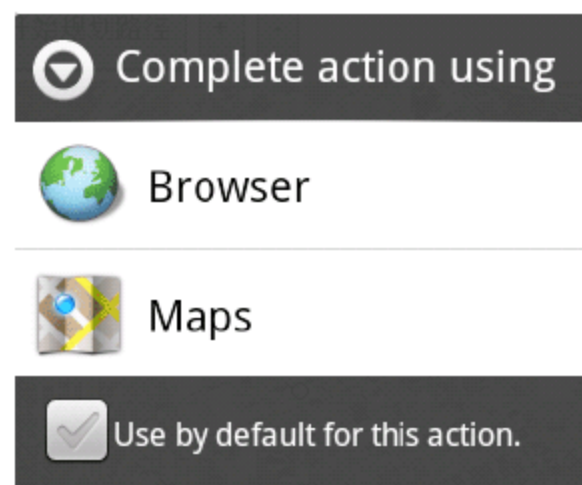 Complete action using
Browser
Maps
Use by default for this action.